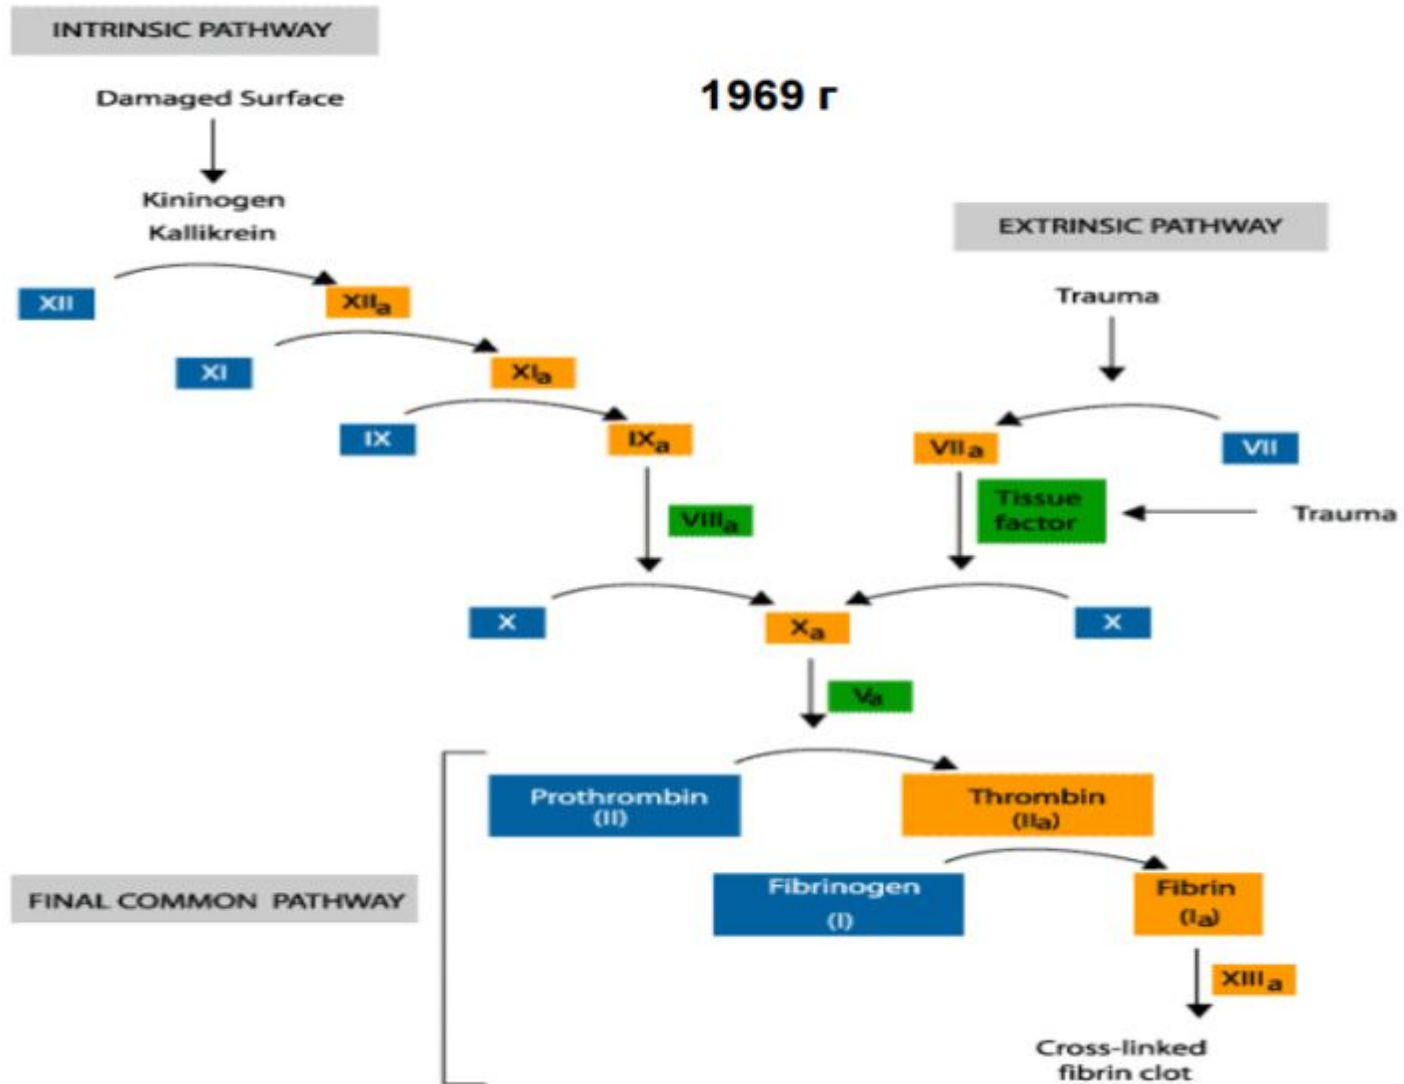 INTRINSIC PATHWAY
Damaged Surface
1969 г
Kininogen
Kallikrein
EXTRINSIC PATHWAY
XII
XIIa
Trauma
XI
XIa
IX
IXa
VIIa
VII
VIIIa
Tissue
factor
Trauma
X
Xa
X
Va
Prothrombin
(II)
Thrombin
(IIa)
FINAL COMMON PATHWAY
Fibrinogen
(I)
Fibrin
(Ia)
XIIIa
Cross-linked
fibrin clot